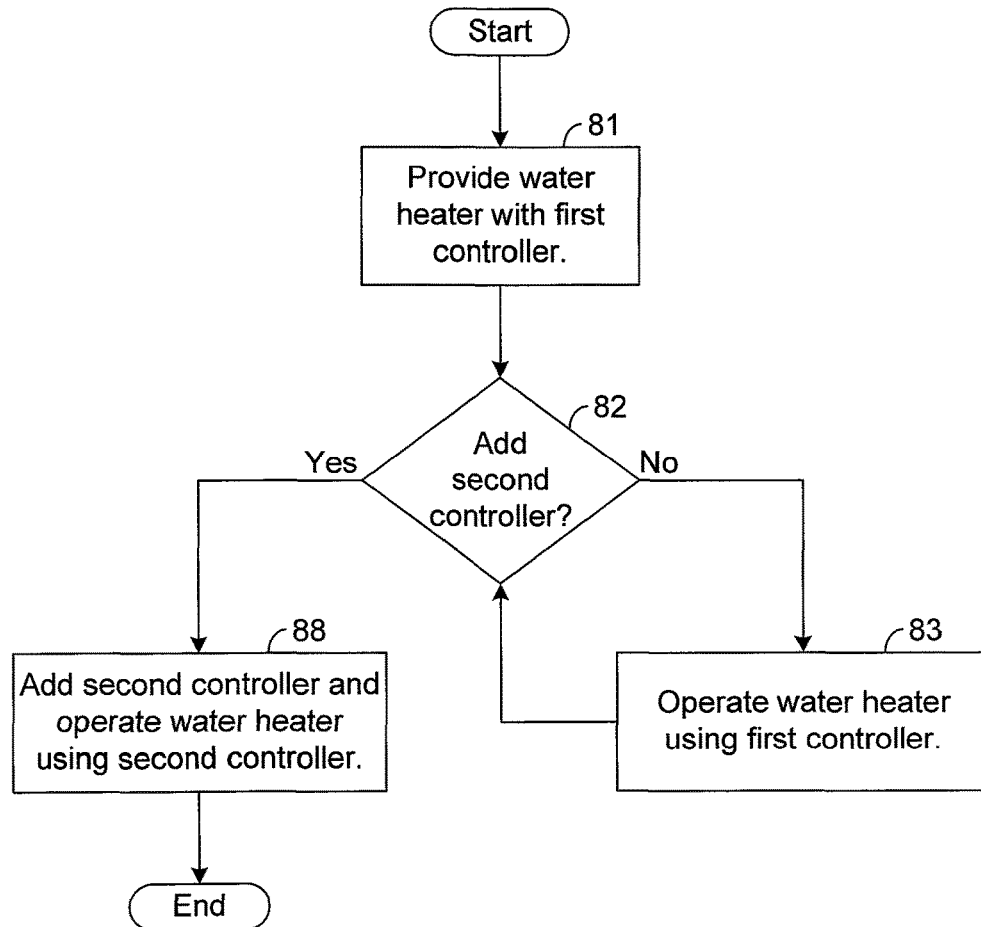 Start
81
Provide water
heater with first
controller.
82
Add
second
controller?
Yes
No
88
Add second controller and
operate water heater
using second controller.
83
Operate water heater
using first controller.
End